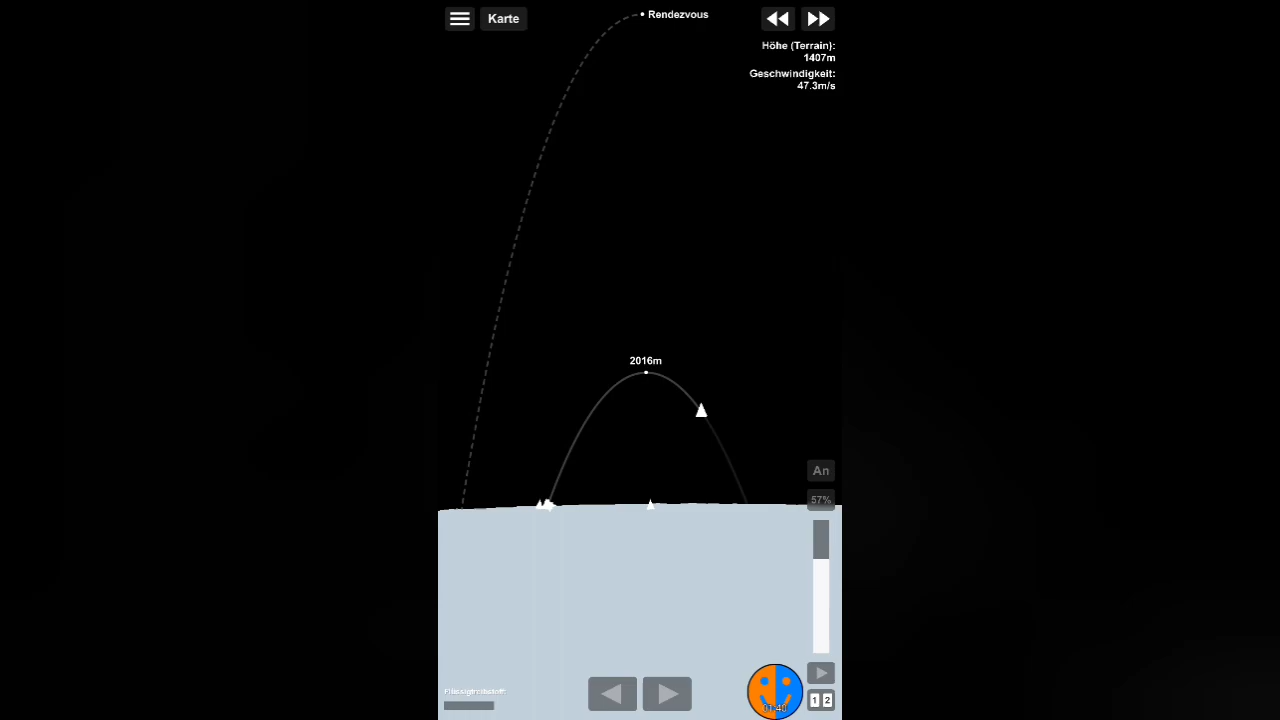 Karte
Rendezvous
Höhe (Terrain):
1407m
Geschwindigkeit:
47.3m/s
2016m
An
57%
1 2